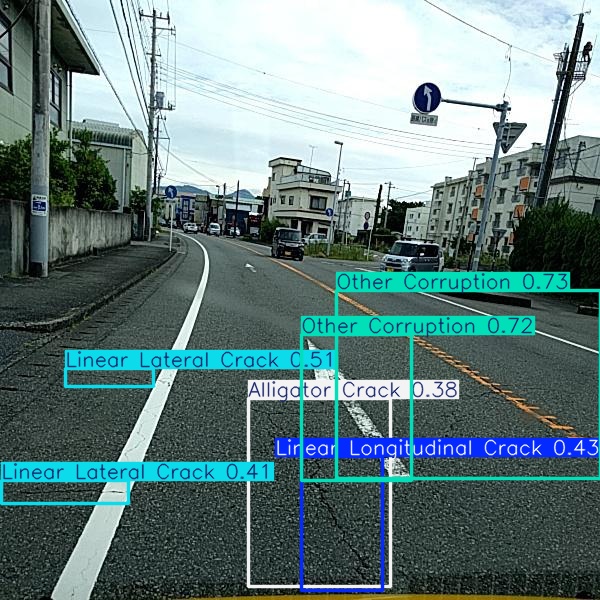 Other Corruption 0.73
Other Corruption 0.72
Linear Lateral Crack 0.51
Alligator Crack 0.38
Linear Longitudinal Crack 0.43
Linear Lateral Crack 0.41